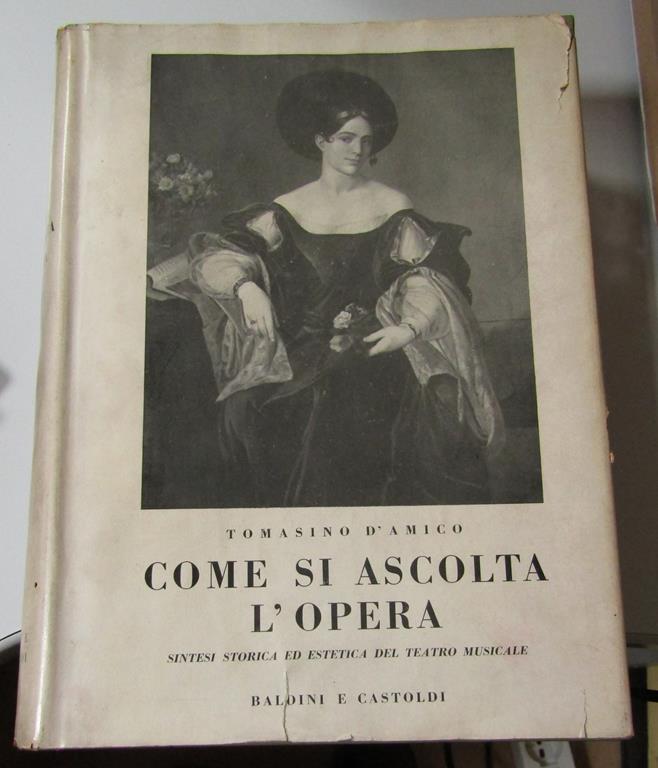 TOMASINO D'AMICO
COME SI ASCOLTA
L'OPERA
SINTESI STORICA ED ESTETICA DEL TEATRO MUSICALE
BALDINI E CASTOLDI